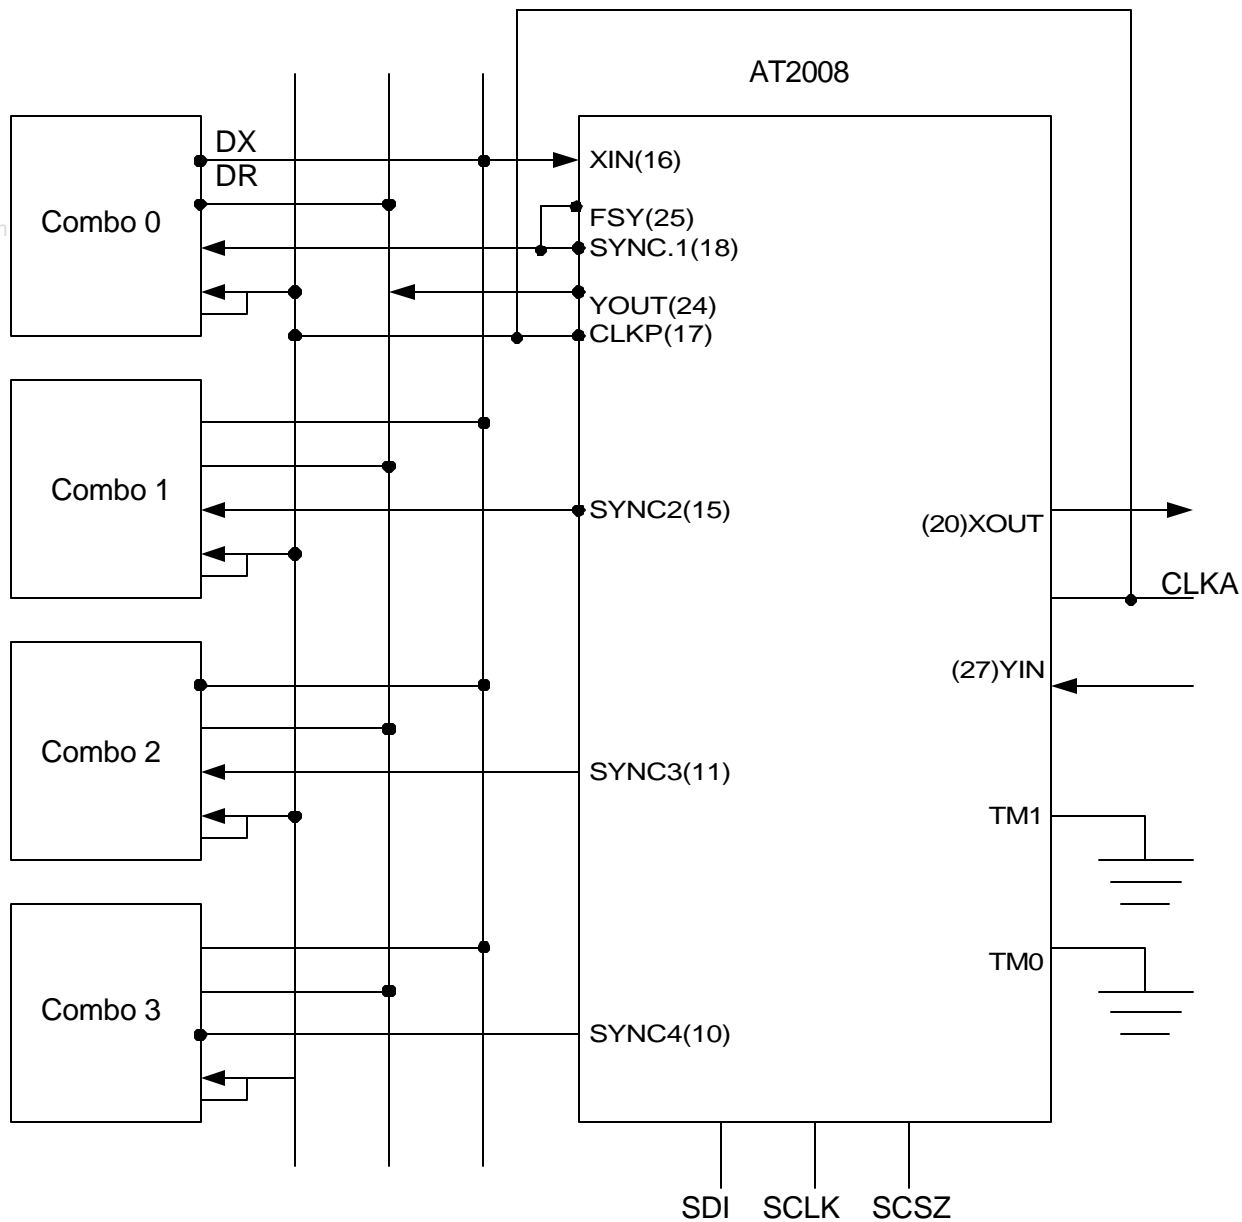 AT2008
DX
DR
Combo 0
XIN(16)
FSY(25)
SYNC.1(18)
YOUT(24)
CLKP(17)
Combo 1
SYNC2(15)
(20)XOUT
CLKA
(27)YIN
Combo 2
SYNC3(11)
TM1
TM0
Combo 3
SYNC4(10)
SDI SCLK SCSZ